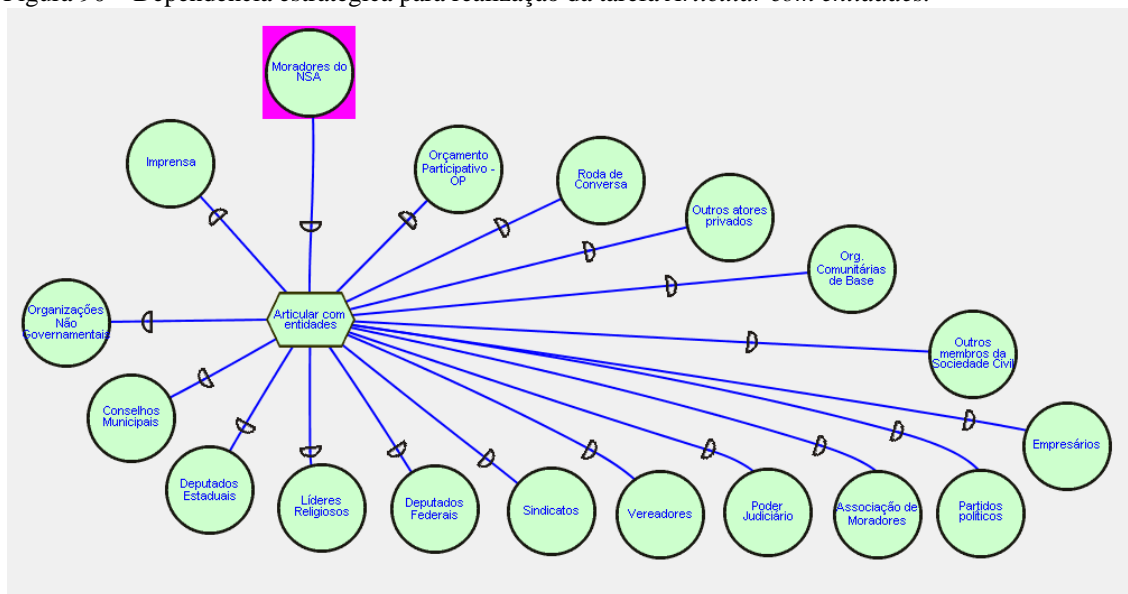 Figura – Dependência estratégica para realização da tarefa Articular com entidades.
Moradores do
NSA
Imprensa
Orçamento
Participativo -
OP
Roda de
Conversa
Outros atores
privados
Org.
Comunitárias
de Base
Organizações
Não
Governamentais
Articular com
entidades
Outros
membros da
Sociedade Civil
Conselhos
Municipais
Empresários
Deputados
Estaduais
Líderes
Religiosos
Deputados
Federais
Sindicatos
Vereadores
Poder
Judiciário
Associação de
Moradores
Partidos
políticos